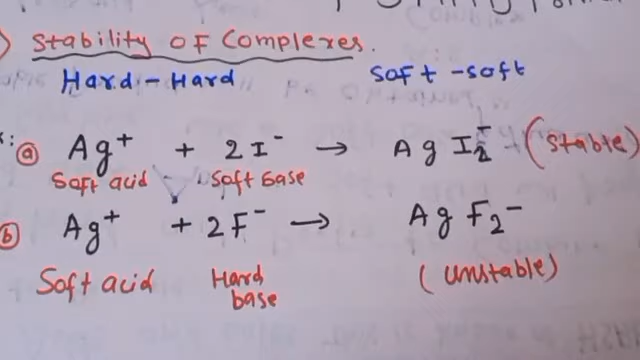 ) Stability of Complexes.
Hard-Hard Soft-soft
: (a) Ag⁺ + 2I⁻ → AgI₂⁻ (Stable)
Soft acid Soft base
(b) Ag⁺ + 2F⁻ → AgF₂⁻
Soft acid Hard base (Unstable)